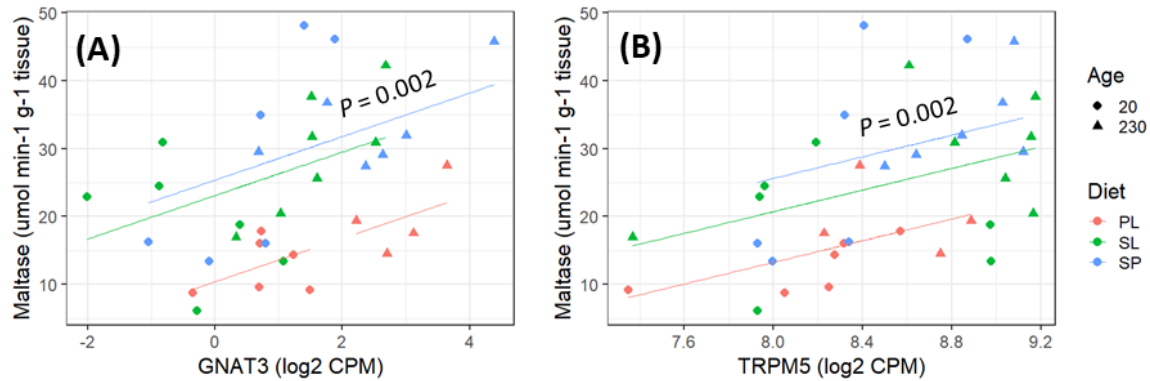 (A)
P = 0.002
Maltase (umol min-1 g-1 tissue)
50
40
30
20
10
-2
0
2
4
GNAT3 (log2 CPM)
(B)
P = 0.002
Maltase (umol min-1 g-1 tissue)
50
40
30
20
10
7.6
8.0
8.4
8.8
9.2
TRPM5 (log2 CPM)
Age
20
230
Diet
PL
SL
SP